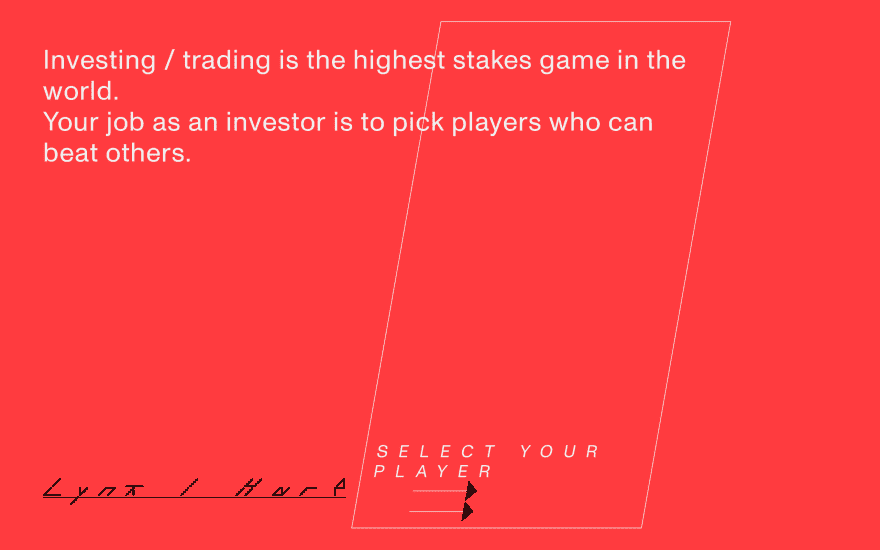 Investing / trading is the highest stakes game in the
world.
Your job as an investor is to pick players who can
beat others.
SELECT YOUR
PLAYER
Lynx / Hare